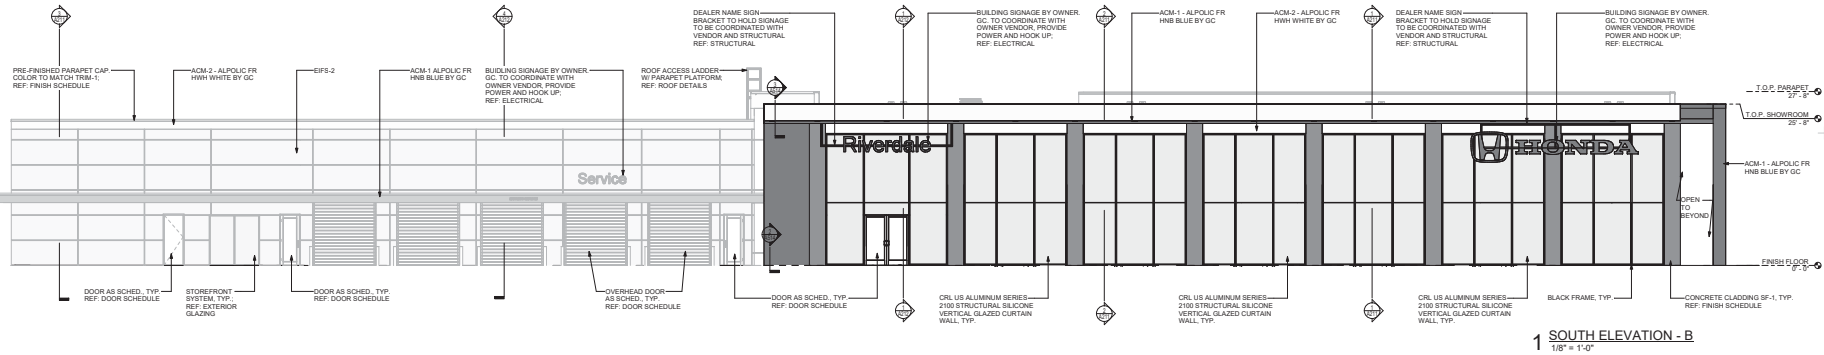 DEALER NAME SIGN
BRACKET TO HOLD SIGNAGE
TO BE COORDINATED WITH
VENDOR AND STRUCTURAL
REF: STRUCTURAL
BUILDING SIGNAGE BY OWNER.
GC. TO COORDINATE WITH
OWNER VENDOR, PROVIDE
POWER AND HOOK UP;
REF: ELECTRICAL
ACM-1 - ALPOLIC FR
HNB BLUE BY GC
ACM-2 - ALPOLIC FR
HWH WHITE BY GC
DEALER NAME SIGN
BRACKET TO HOLD SIGNAGE
TO BE COORDINATED WITH
VENDOR AND STRUCTURAL
REF: STRUCTURAL
BUILDING SIGNAGE BY OWNER.
GC. TO COORDINATE WITH
OWNER VENDOR, PROVIDE
POWER AND HOOK UP;
REF: ELECTRICAL
PRE-FINISHED PARAPET CAP.
COLOR TO MATCH TRIM-1;
REF: FINISH SCHEDULE
ACM-2 - ALPOLIC FR
HWH WHITE BY GC
EIFS-2
ACM-1 ALPOLIC FR
HNB BLUE BY GC
BUIDLING SIGNAGE BY OWNER.
GC. TO COORDINATE WITH
OWNER VENDOR, PROVIDE
POWER AND HOOK UP;
REF: ELECTRICAL
ROOF ACCESS LADDER
W/ PARAPET PLATFORM;
REF: ROOF DETAILS
T.O.P. PARAPET
27' - 8"
T.O.P. SHOWROOM
25' - 8"
Riverdale
HONDA
Service
ACM-1 - ALPOLIC FR
HNB BLUE BY GC
OPEN
TO
BEYOND
FINISH FLOOR
0' - 0"
DOOR AS SCHED., TYP.
REF: DOOR SCHEDULE
STOREFRONT
SYSTEM, TYP.;
REF: EXTERIOR
GLAZING
DOOR AS SCHED., TYP.
REF: DOOR SCHEDULE
OVERHEAD DOOR
AS SCHED., TYP.
REF: DOOR SCHEDULE
DOOR AS SCHED., TYP.
REF: DOOR SCHEDULE
CRL US ALUMINUM SERIES
2100 STRUCTURAL SILICONE
VERTICAL GLAZED CURTAIN
WALL, TYP.
CRL US ALUMINUM SERIES
2100 STRUCTURAL SILICONE
VERTICAL GLAZED CURTAIN
WALL, TYP.
CRL US ALUMINUM SERIES
2100 STRUCTURAL SILICONE
VERTICAL GLAZED CURTAIN
WALL, TYP.
BLACK FRAME, TYP.
CONCRETE CLADDING SF-1, TYP.
REF: FINISH SCHEDULE
1 SOUTH ELEVATION - B
1/8" = 1'-0"